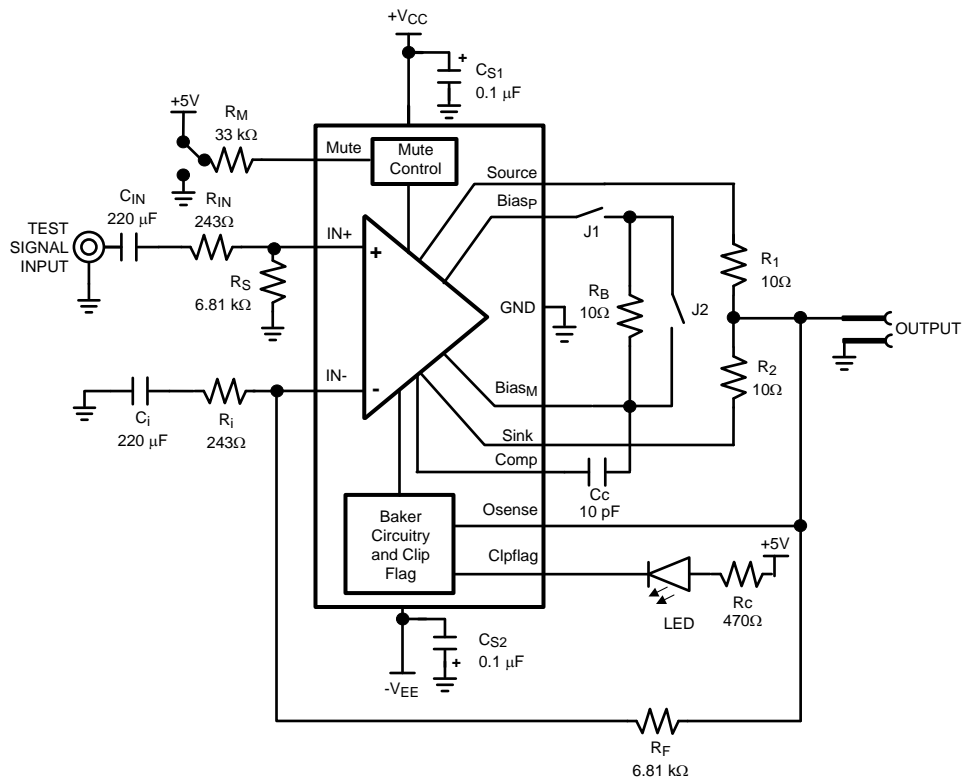 +VCC
+
CS1
0.1 µF
+5V
RM
33 kΩ
Mute
Mute
Control
Source
BiasP
J1
CIN
220 µF
RIN
243Ω
TEST
SIGNAL
INPUT
IN+
+
RS
6.81 kΩ
GND
RB
10Ω
J2
R1
10Ω
OUTPUT
R2
10Ω
IN-
-
BiasM
Ci
220 µF
Ri
243Ω
Sink
Comp
Cc
10 pF
Baker
Circuitry
and Clip
Flag
Osense
Clpflag
+5V
LED
Rc
470Ω
CS2
0.1 µF
+
-VEE
RF
6.81 kΩ